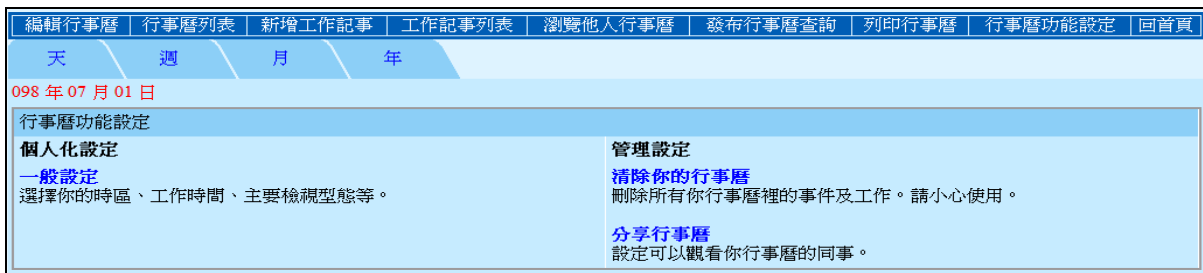 編輯行事曆 | 行事曆列表 | 新增工作記事 | 工作記事列表 | 瀏覽他人行事曆 | 發布行事曆查詢 | 列印行事曆 | 行事曆功能設定 | 回首頁
天 週 月 年
098 年 07 月 01 日
行事曆功能設定
個人化設定
一般設定
選擇你的時區、工作時間、主要檢視型態等。
管理設定
清除你的行事曆
刪除所有你行事曆裡的事件及工作。請小心使用。
分享行事曆
設定可以觀看你行事曆的同事。